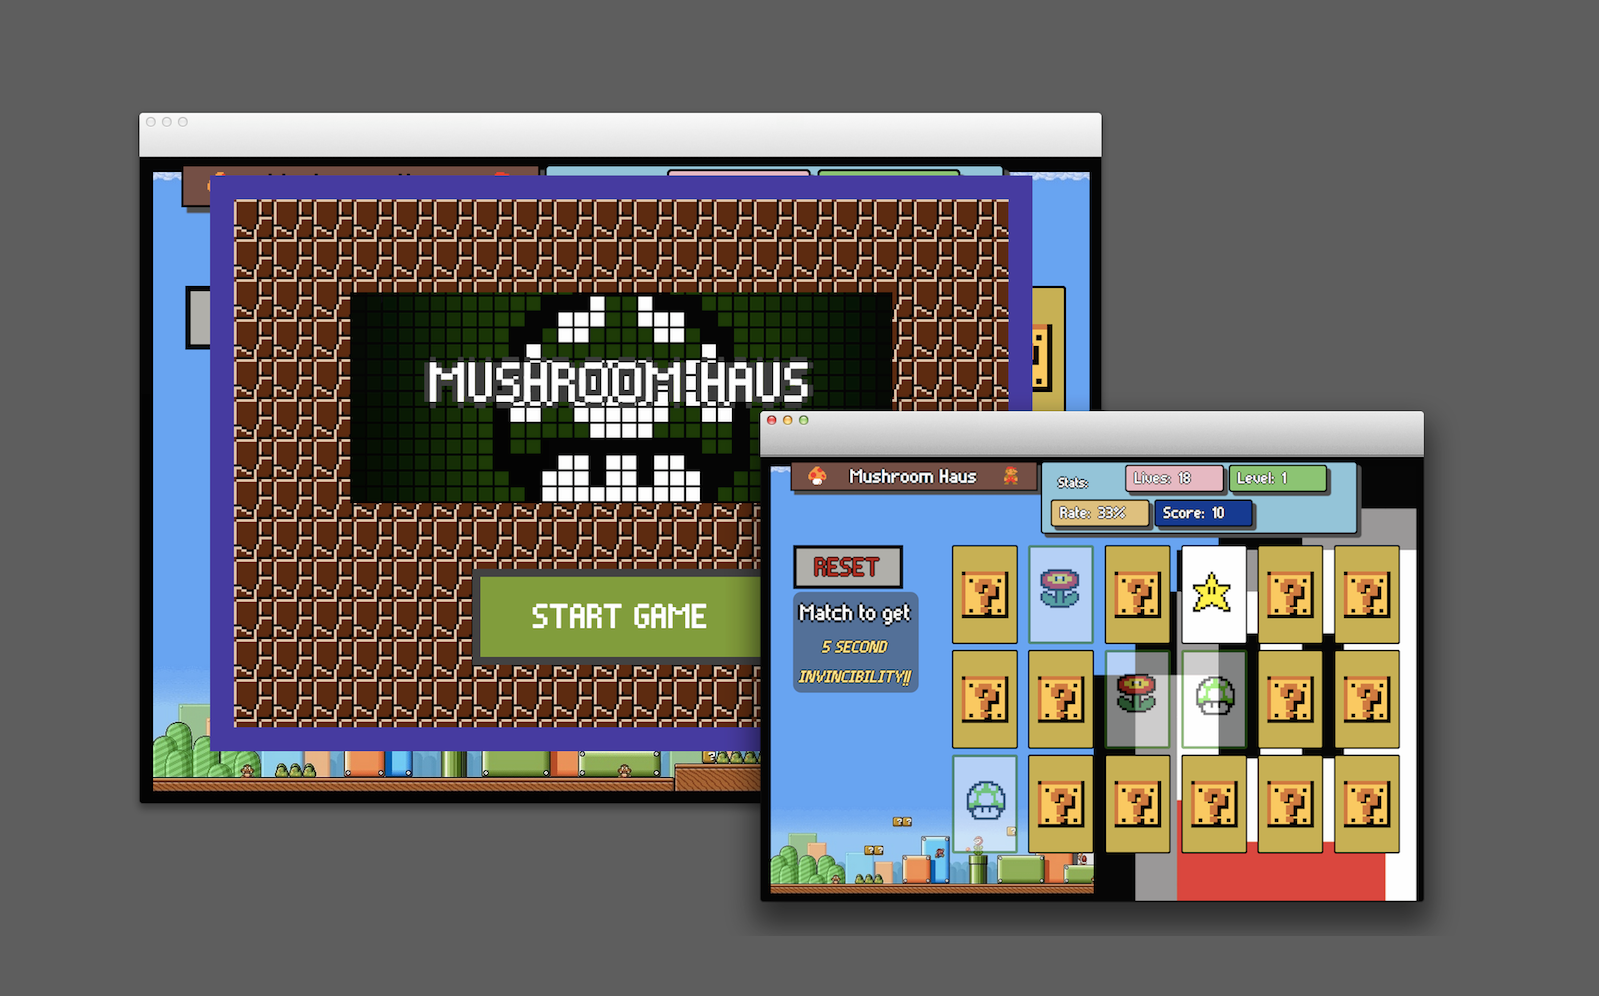 MUSHROOM HAUS
START GAME
Mushroom Haus
Stats:
Lives: 18
Level: 1
Rate: 33%
Score: 10
RESET
Match to get
5 SECOND
INVINCIBILITY!!